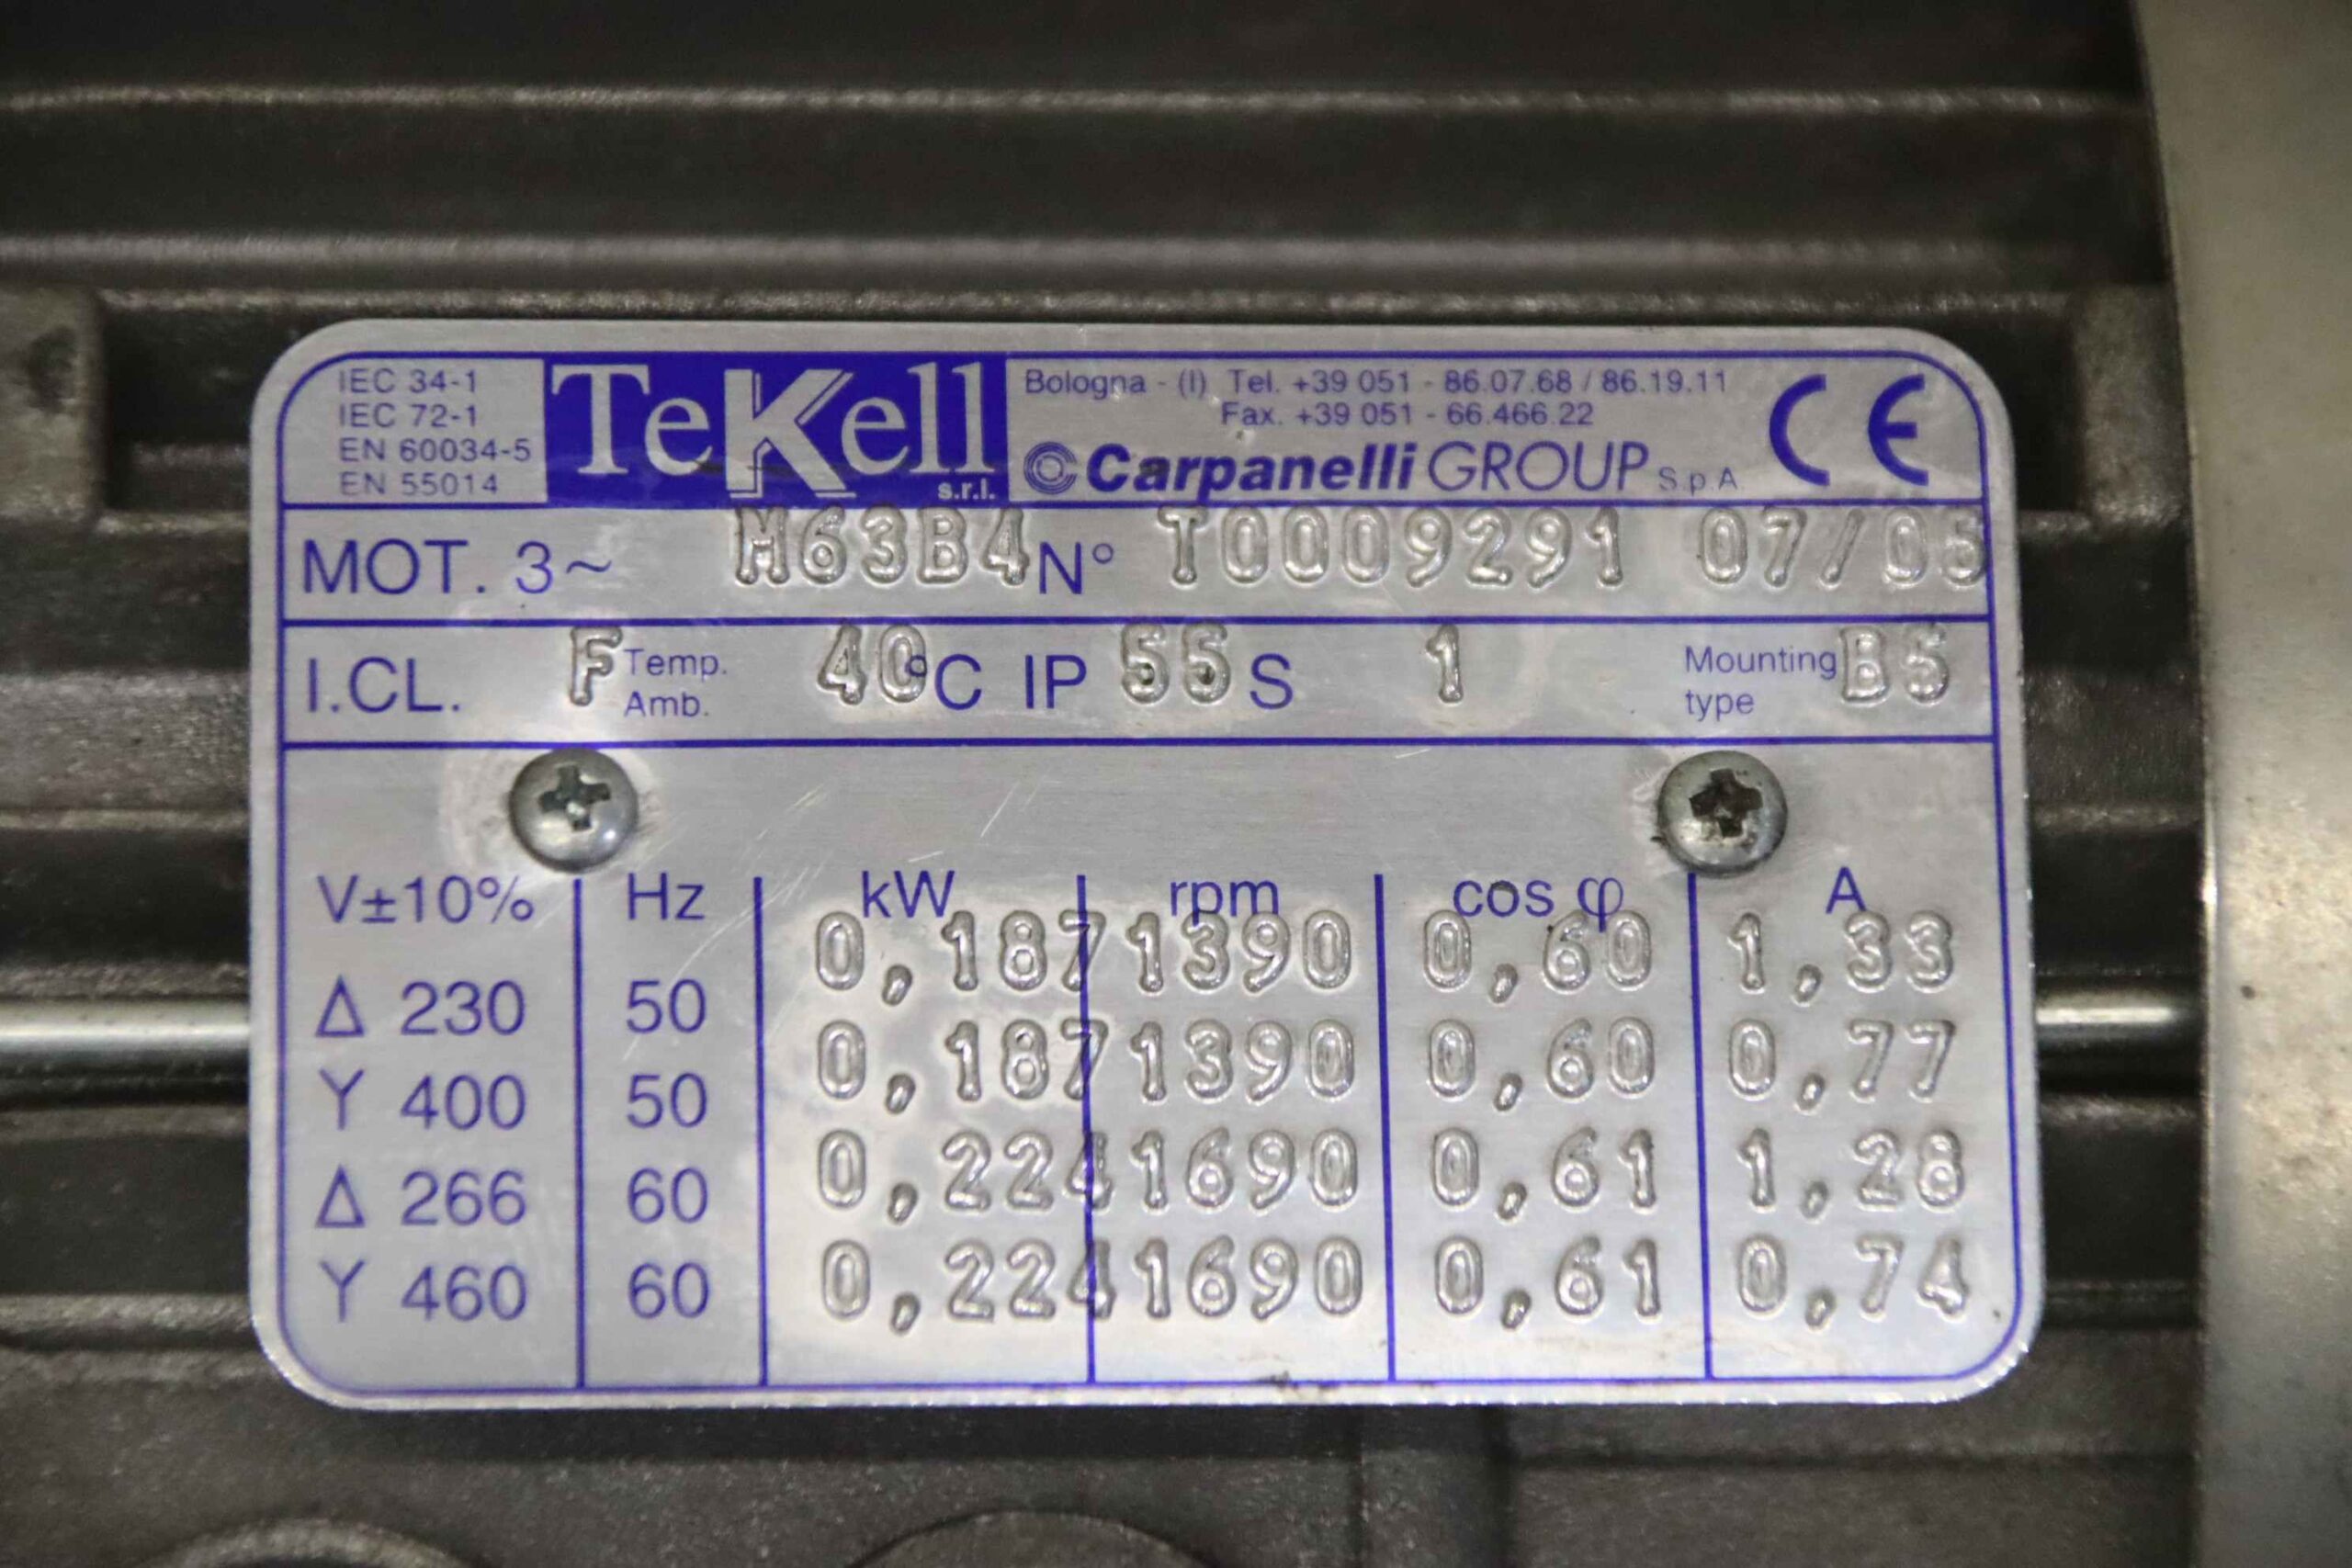 IEC 34-1
IEC 72-1
EN 60034-5
EN 55014
TeKell s.r.l.
Bologna - (I) Tel. +39 051 - 86.07.68 / 86.19.11
Fax. +39 051 - 66.466.22
Carpanelli GROUP S.p.A
CE
MOT. 3~ M63B4 N° T0009291 07/05
I.CL. F Temp. Amb. 40°C IP 55 S 1 Mounting type B5
V±10% Hz kW rpm cos φ A
Δ 230 50 0,187 1390 0,60 1,33
Y 400 50 0,187 1390 0,60 0,77
Δ 266 60 0,224 1690 0,61 1,28
Y 460 60 0,224 1690 0,61 0,74